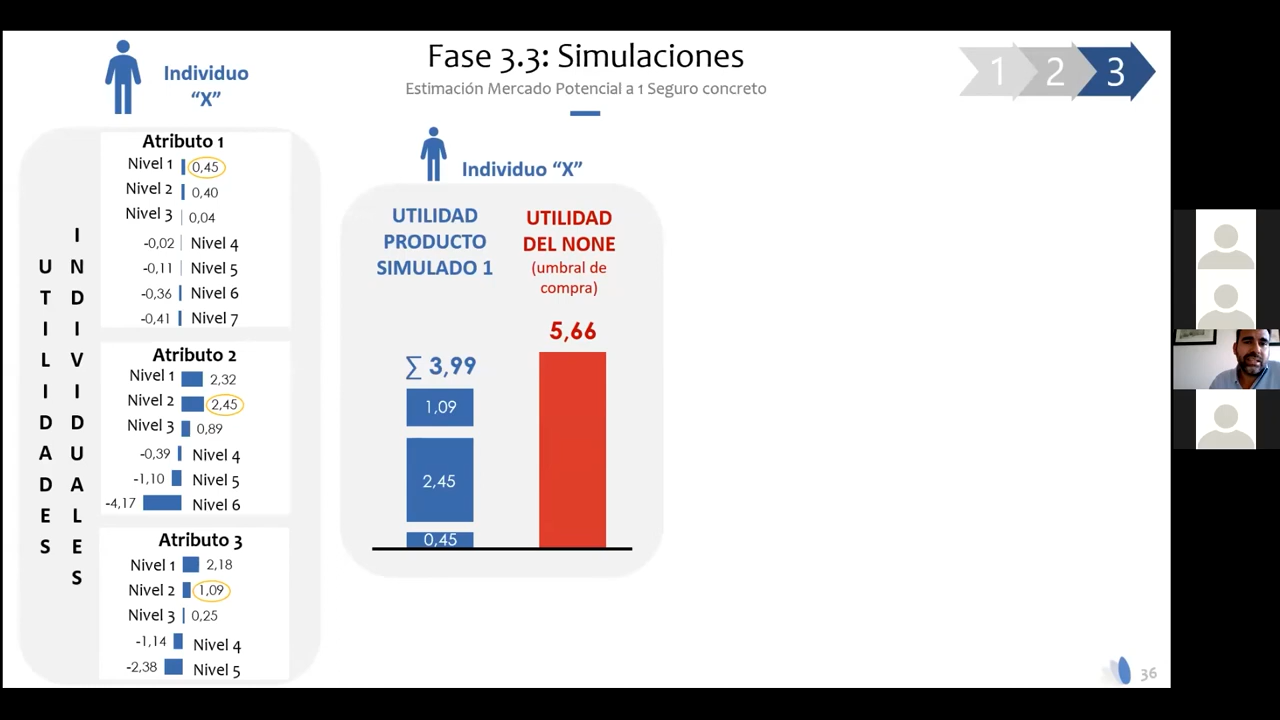 Fase 3.3: Simulaciones
Estimación Mercado Potencial a 1 Seguro concreto
1 2 3
Individuo
“X”
UTILIDADES
INDIVIDUALES
Atributo 1
Nivel 1 0,45
Nivel 2 0,40
Nivel 3 0,04
-0,02 Nivel 4
-0,11 Nivel 5
-0,36 Nivel 6
-0,41 Nivel 7
Atributo 2
Nivel 1 2,32
Nivel 2 2,45
Nivel 3 0,89
-0,39 Nivel 4
-1,10 Nivel 5
-4,17 Nivel 6
Atributo 3
Nivel 1 2,18
Nivel 2 1,09
Nivel 3 0,25
-1,14 Nivel 4
-2,38 Nivel 5
Individuo “X”
UTILIDAD
PRODUCTO
SIMULADO 1
∑ 3,99
1,09
2,45
0,45
UTILIDAD
DEL NONE
(umbral de
compra)
5,66
36